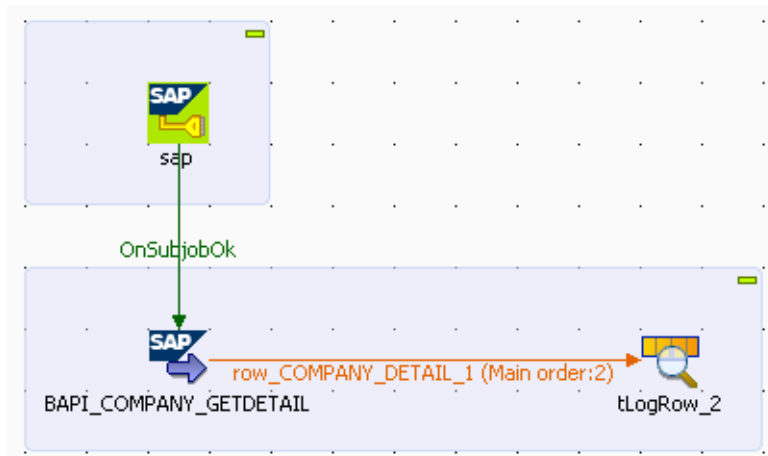 SAP
sap
OnSubjobOk
SAP
row_COMPANY_DETAIL_1 (Main order:2)
BAPI_COMPANY_GETDETAIL
tLogRow_2